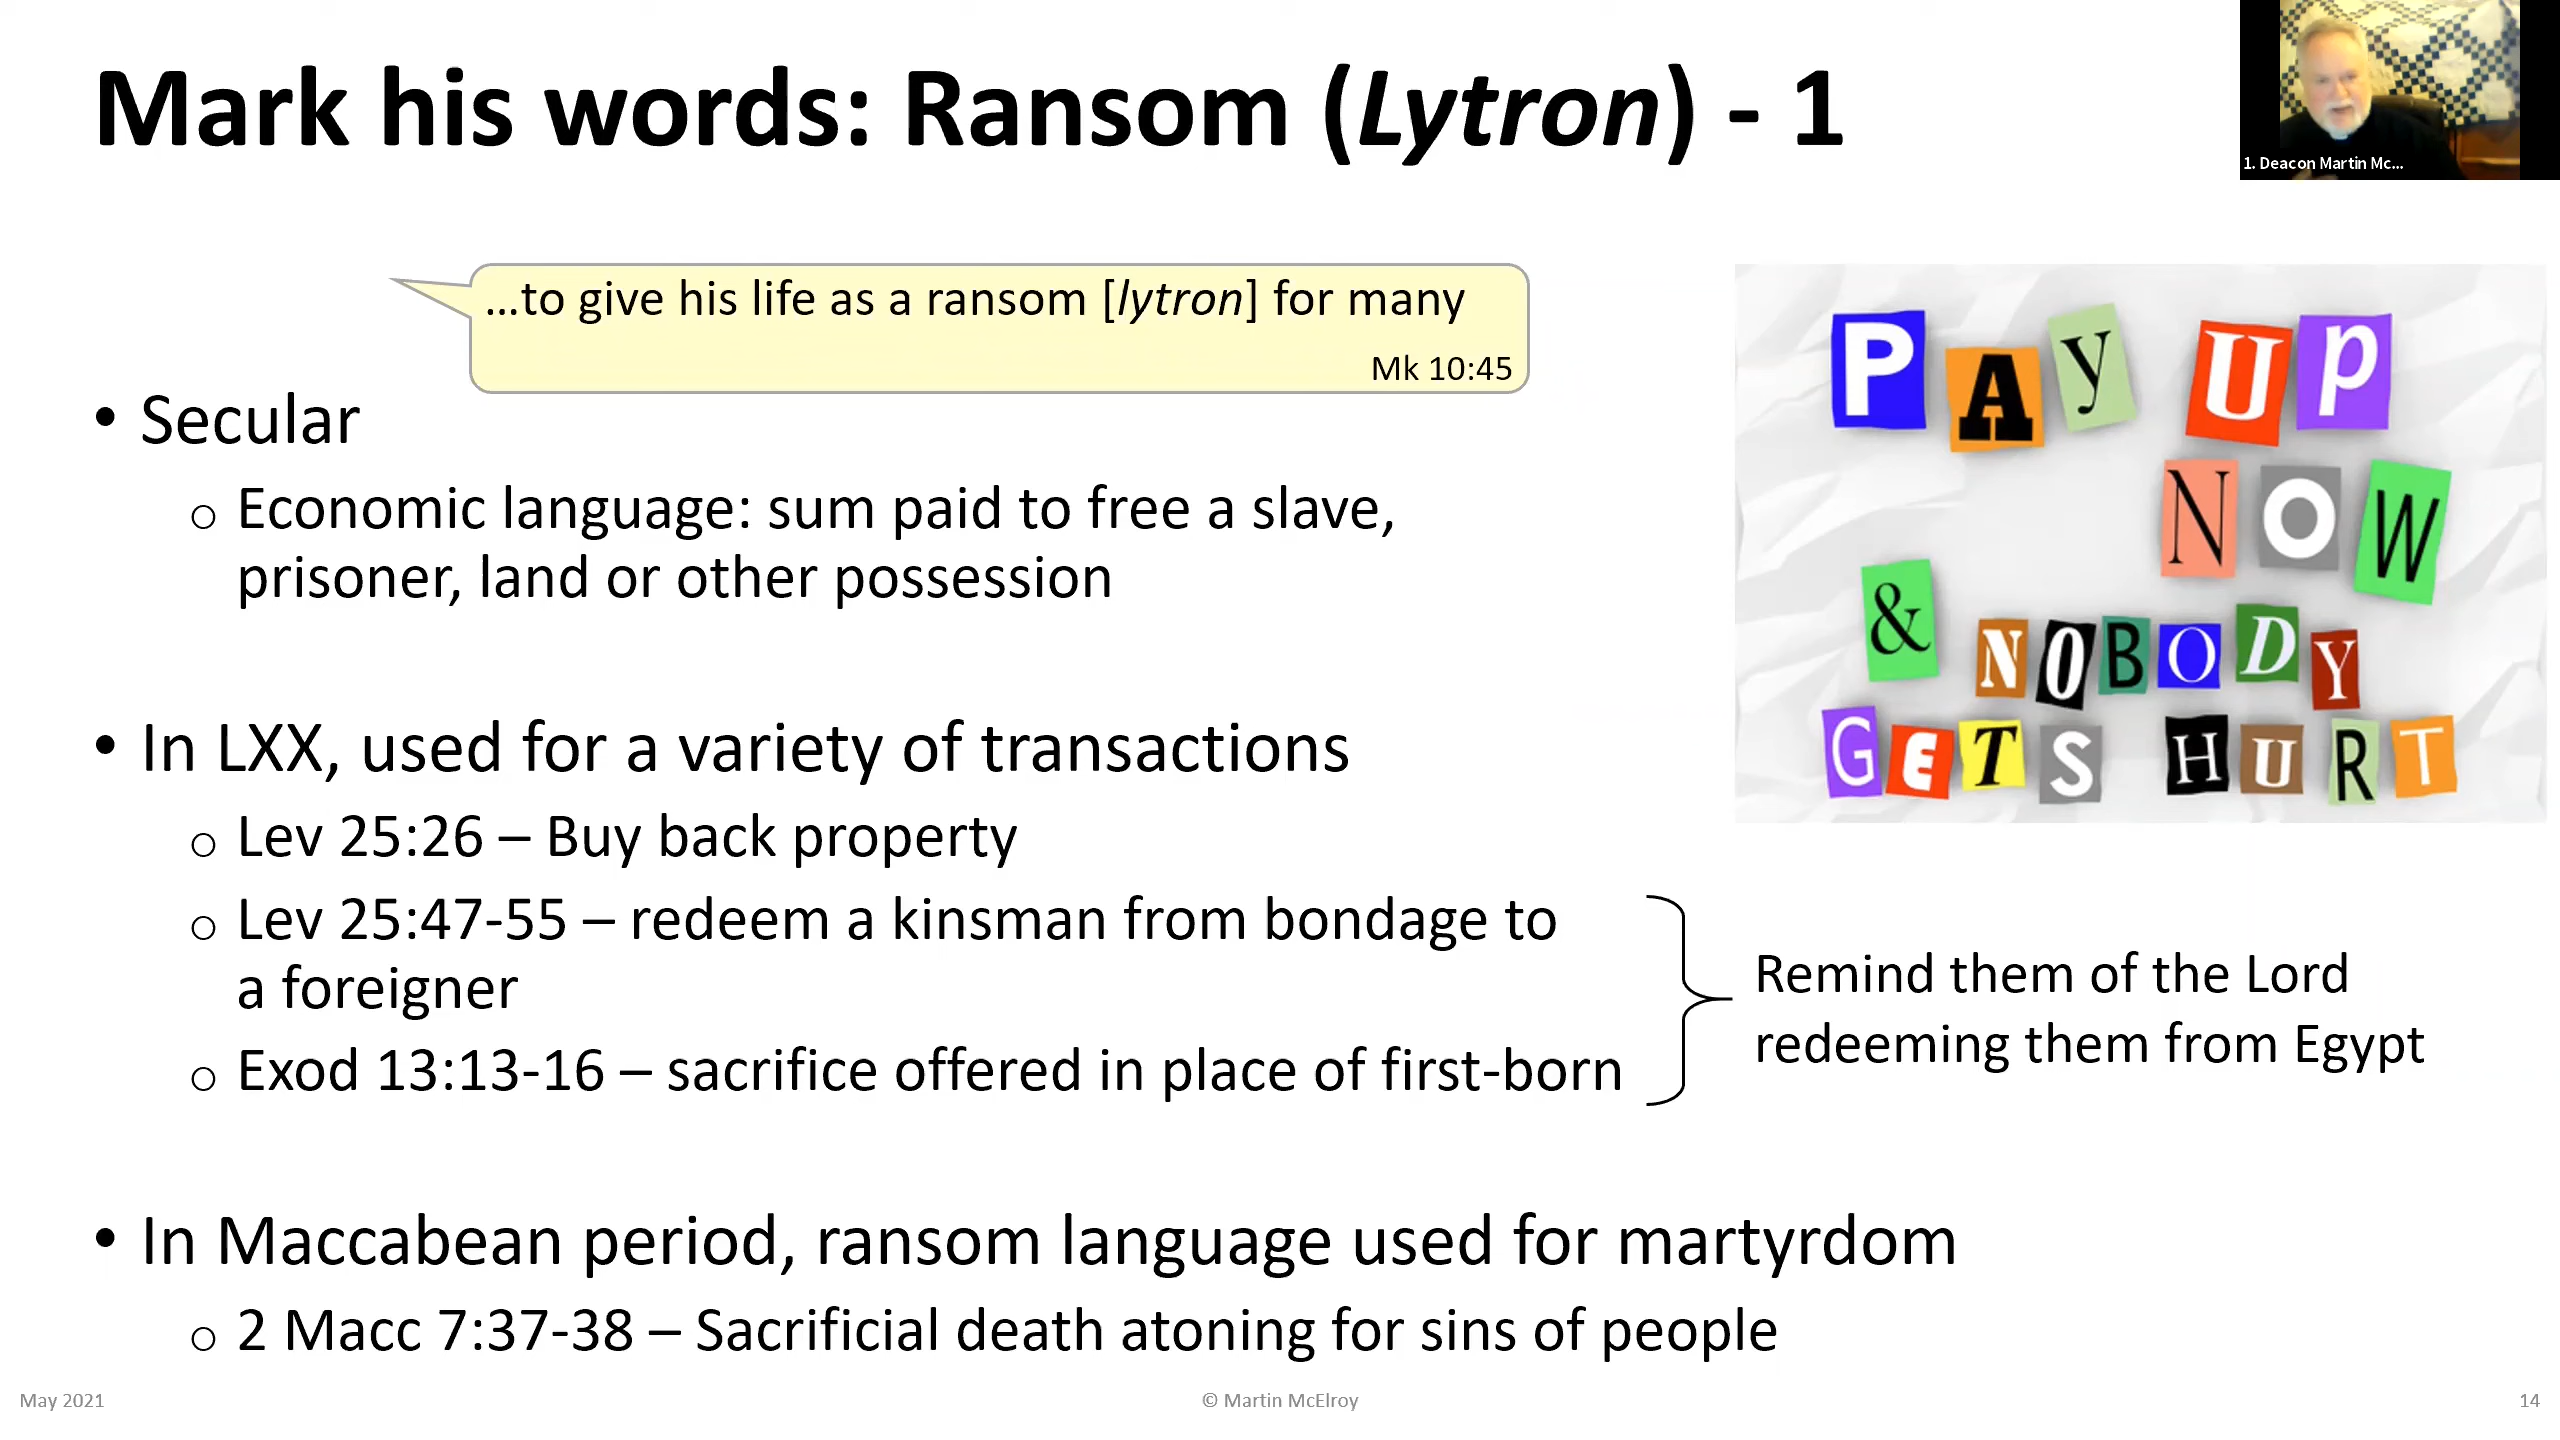 Mark his words: Ransom (Lytron) - 1
1. Deacon Martin Mc...
...to give his life as a ransom [lytron] for many
Mk 10:45
• Secular
o Economic language: sum paid to free a slave,
prisoner, land or other possession
PAy UP
NOW
& NOBODY
GETS HURT
• In LXX, used for a variety of transactions
o Lev 25:26 – Buy back property
o Lev 25:47-55 – redeem a kinsman from bondage to
a foreigner
o Exod 13:13-16 – sacrifice offered in place of first-born
Remind them of the Lord
redeeming them from Egypt
• In Maccabean period, ransom language used for martyrdom
o 2 Macc 7:37-38 – Sacrificial death atoning for sins of people
May 2021
© Martin McElroy
14